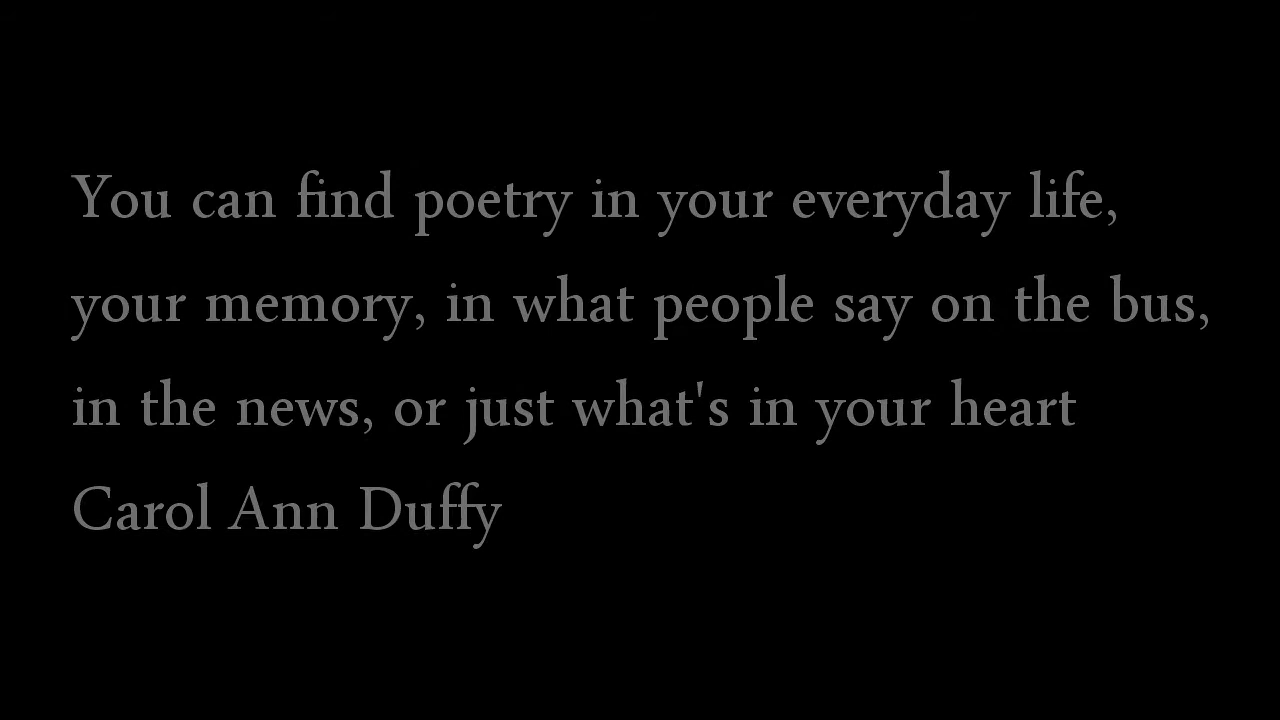 You can find poetry in your everyday life,
your memory, in what people say on the bus,
in the news, or just what's in your heart
Carol Ann Duffy